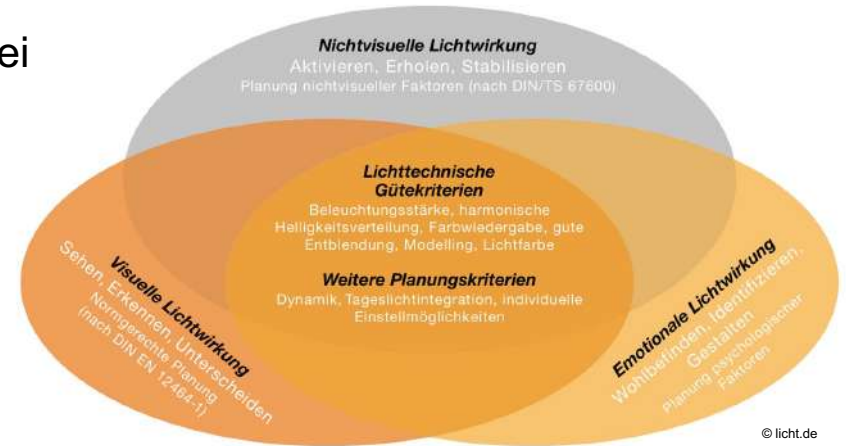 ei
Nichtvisuelle Lichtwirkung
Aktivieren, Erholen, Stabilisieren
Planung nichtvisueller Faktoren (nach DIN/TS 67600)
Lichttechnische
Gütekriterien
Beleuchtungsstärke, harmonische
Helligkeitsverteilung, Farbwiedergabe, gute
Entblendung, Modelling, Lichtfarbe
Weitere Planungskriterien
Dynamik, Tageslichtintegration, individuelle
Einstellmöglichkeiten
Visuelle Lichtwirkung
Sehen, Erkennen, Unterscheiden
Normgerechte Planung
(nach DIN EN 12464-1)
Emotionale Lichtwirkung
Wohlbefinden, Identifizieren,
Gestalten
Planung psychologischer
Faktoren
© licht.de